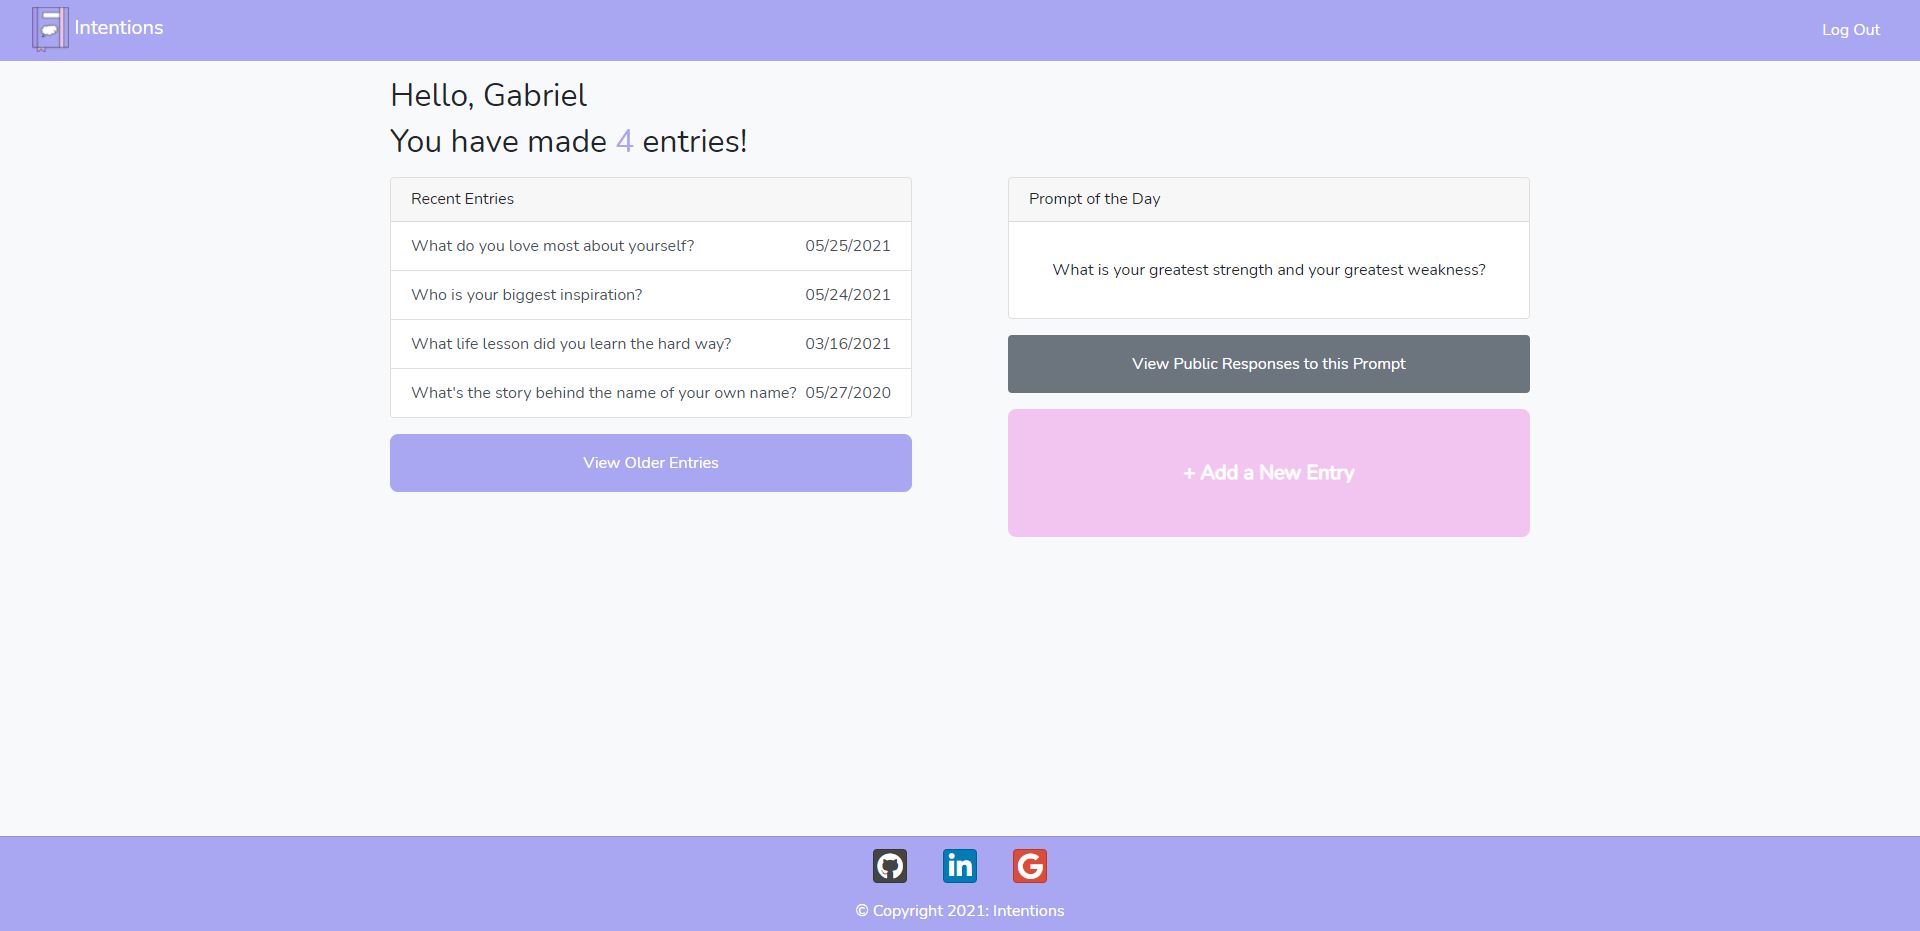 Intentions
Log Out
Hello, Gabriel
You have made 4 entries!
Recent Entries
What do you love most about yourself? 05/25/2021
Who is your biggest inspiration? 05/24/2021
What life lesson did you learn the hard way? 03/16/2021
What's the story behind the name of your own name? 05/27/2020
View Older Entries
Prompt of the Day
What is your greatest strength and your greatest weakness?
View Public Responses to this Prompt
+ Add a New Entry
in
G
© Copyright 2021: Intentions